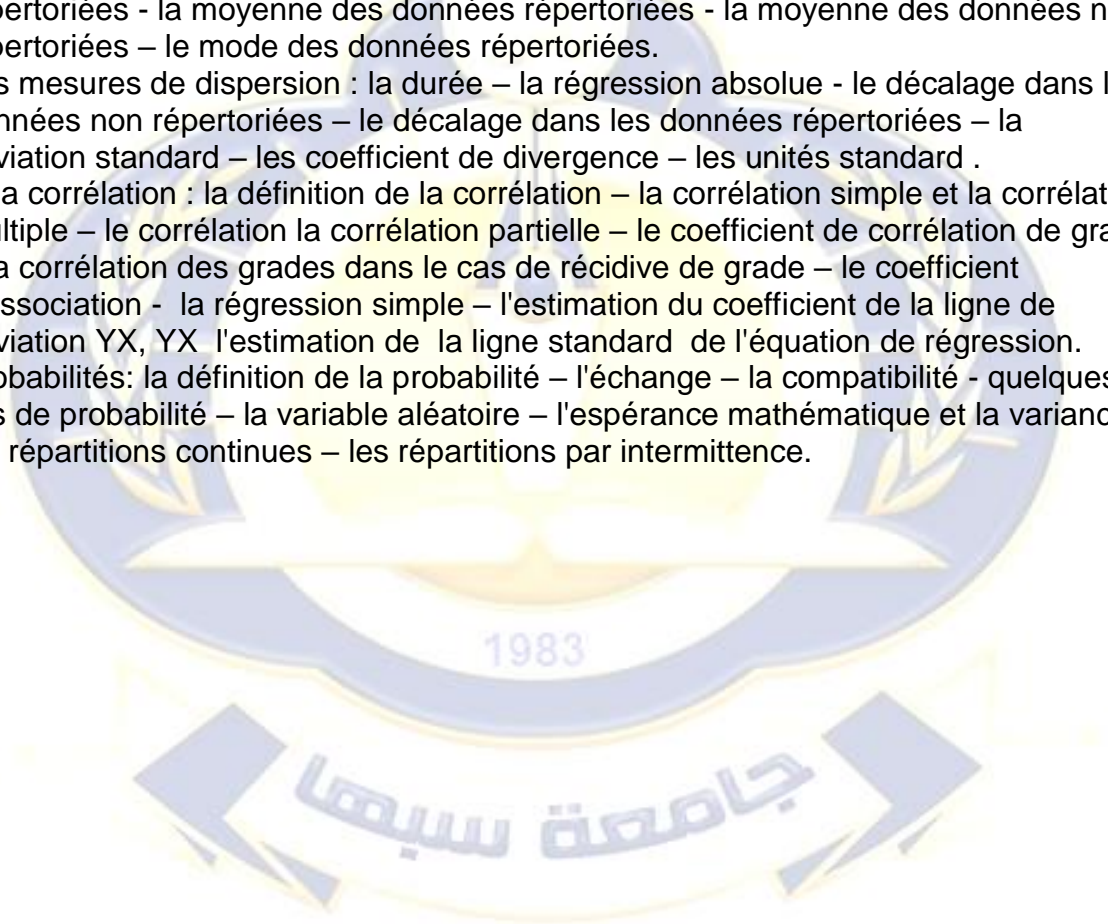 pertoriées - la moyenne des données répertoriées - la moyenne des données n
pertoriées – le mode des données répertoriées.
s mesures de dispersion : la durée – la régression absolue - le décalage dans l
nnées non répertoriées – le décalage dans les données répertoriées – la
viation standard – les coefficient de divergence – les unités standard .
a corrélation : la définition de la corrélation – la corrélation simple et la corrélat
ultiple – le corrélation la corrélation partielle – le coefficient de corrélation de gra
a corrélation des grades dans le cas de récidive de grade – le coefficient
ssociation - la régression simple – l'estimation du coefficient de la ligne de
viation YX, YX l'estimation de la ligne standard de l'équation de régression.
obabilités: la définition de la probabilité – l'échange – la compatibilité - quelques
s de probabilité – la variable aléatoire – l'espérance mathématique et la varianc
répartitions continues – les répartitions par intermittence.
1983
جامعة سبها